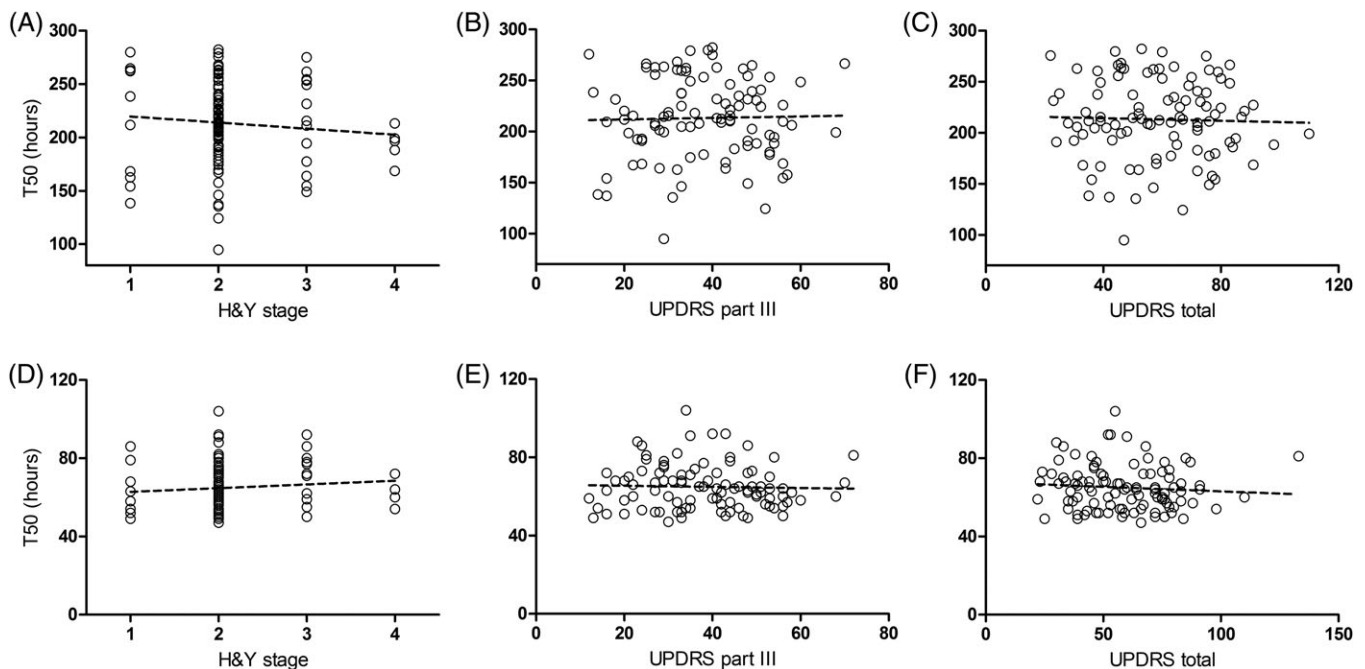 (A)
300
250
200
150
100
T50 (hours)
1 2 3 4
H&Y stage
(B)
300
250
200
150
100
0 20 40 60 80
UPDRS part III
(C)
300
250
200
150
100
0 40 80 120
UPDRS total
(D)
120
80
40
0
T50 (hours)
1 2 3 4
H&Y stage
(E)
120
80
40
0
0 20 40 60 80
UPDRS part III
(F)
120
80
40
0
0 50 100 150
UPDRS total